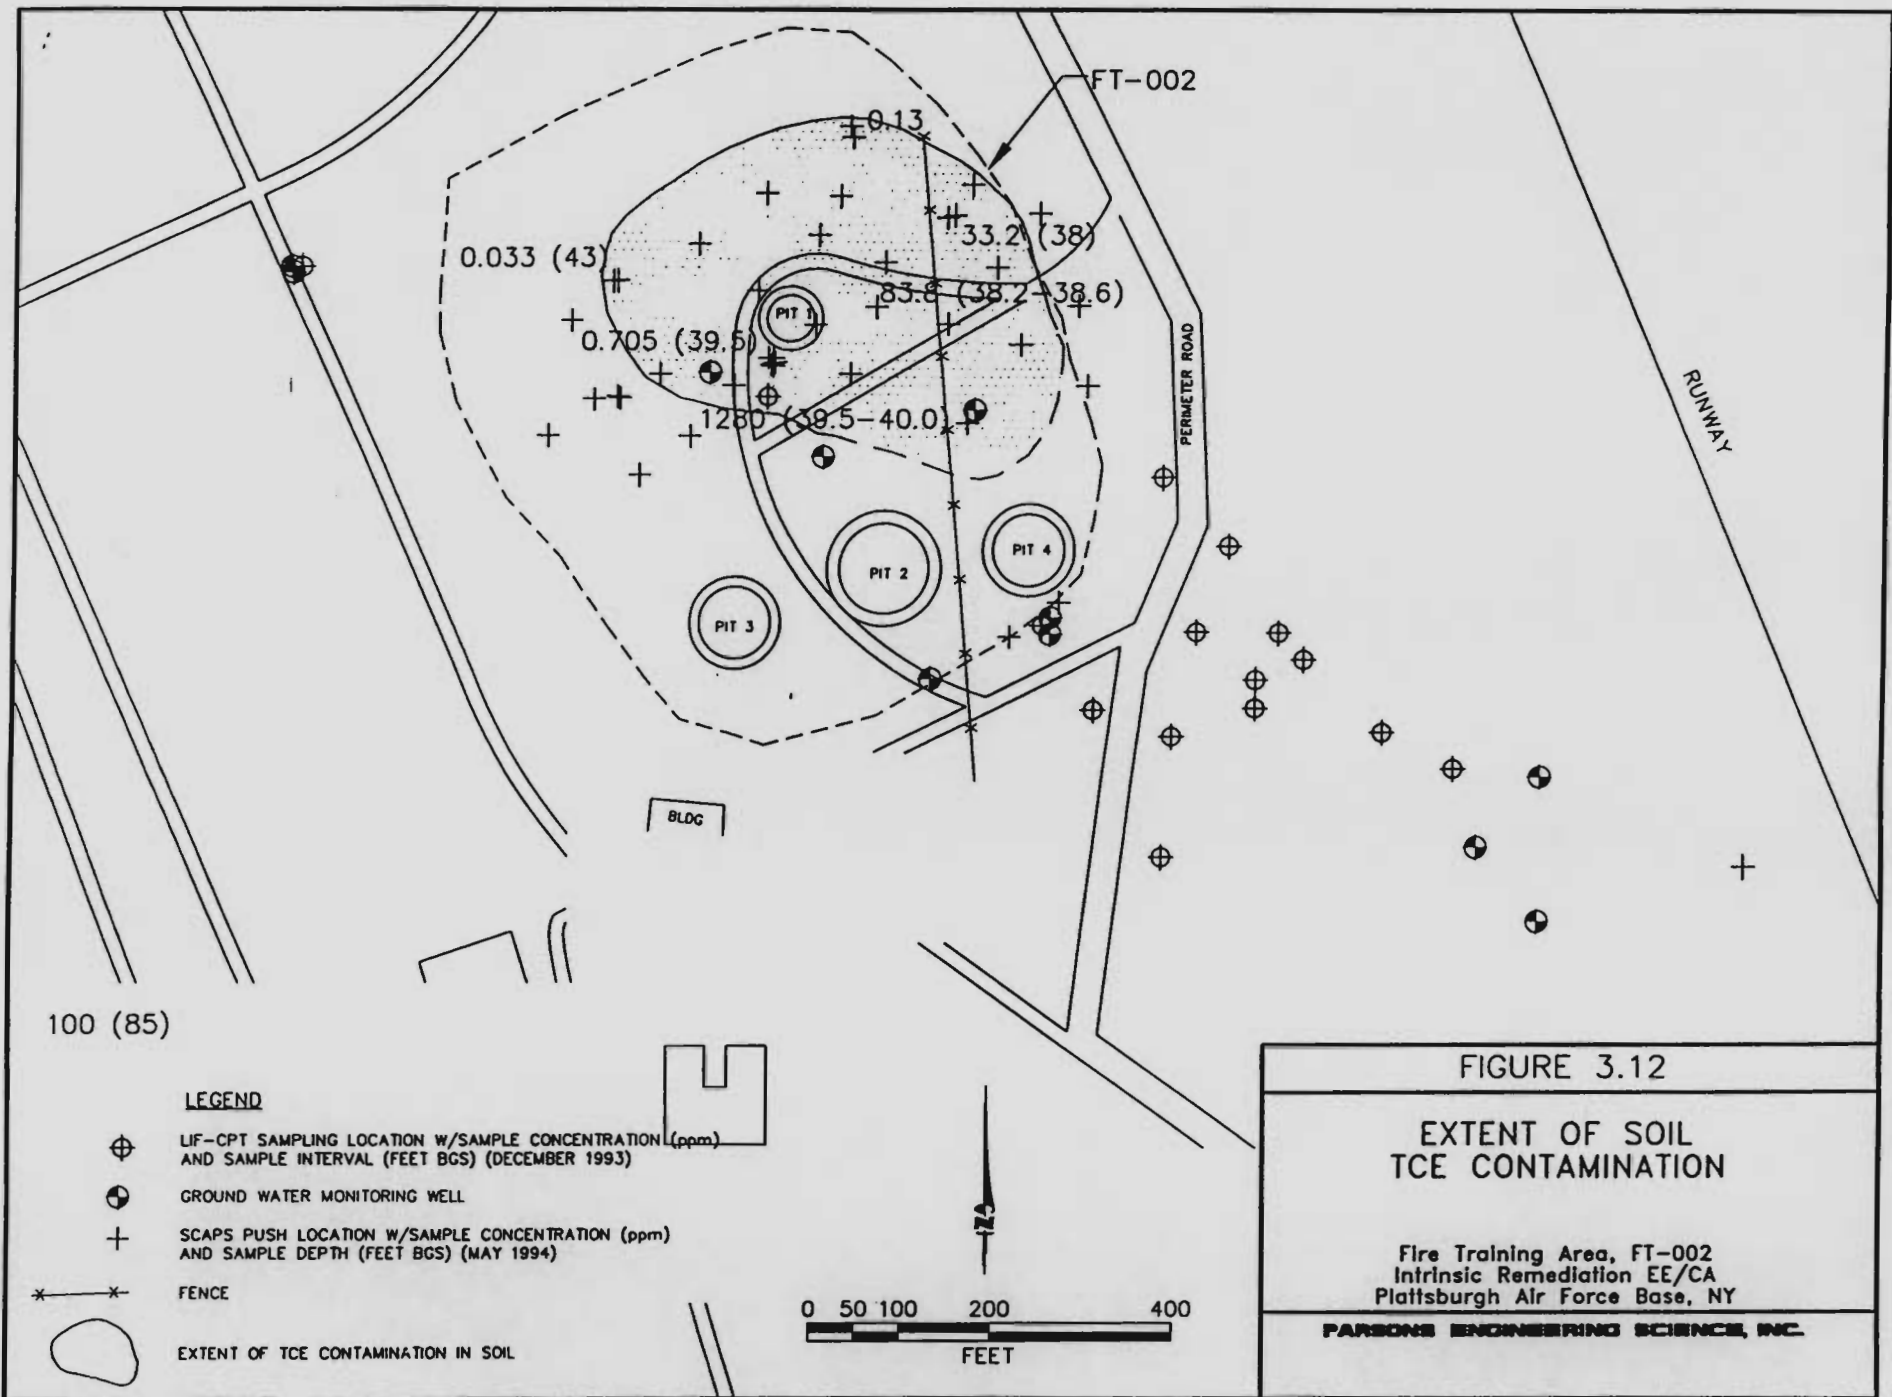 FT-002
0.13
33.2 (38)
0.033 (43)
83.8 (38.2-38.6)
PIT 1
0.705 (39.5)
PERIMETER ROAD
RUNWAY
1280 (39.5-40.0)
PIT 4
PIT 2
PIT 3
BLDG
100 (85)
LEGEND
LIF-CPT SAMPLING LOCATION W/SAMPLE CONCENTRATION (ppm)
AND SAMPLE INTERVAL (FEET BGS) (DECEMBER 1993)
GROUND WATER MONITORING WELL
SCAPS PUSH LOCATION W/SAMPLE CONCENTRATION (ppm)
AND SAMPLE DEPTH (FEET BGS) (MAY 1994)
FENCE
EXTENT OF TCE CONTAMINATION IN SOIL
0 50 100 200 400
FEET
FIGURE 3.12
EXTENT OF SOIL
TCE CONTAMINATION
Fire Training Area, FT-002
Intrinsic Remediation EE/CA
Plattsburgh Air Force Base, NY
PARSONS ENGINEERING SCIENCE, INC.